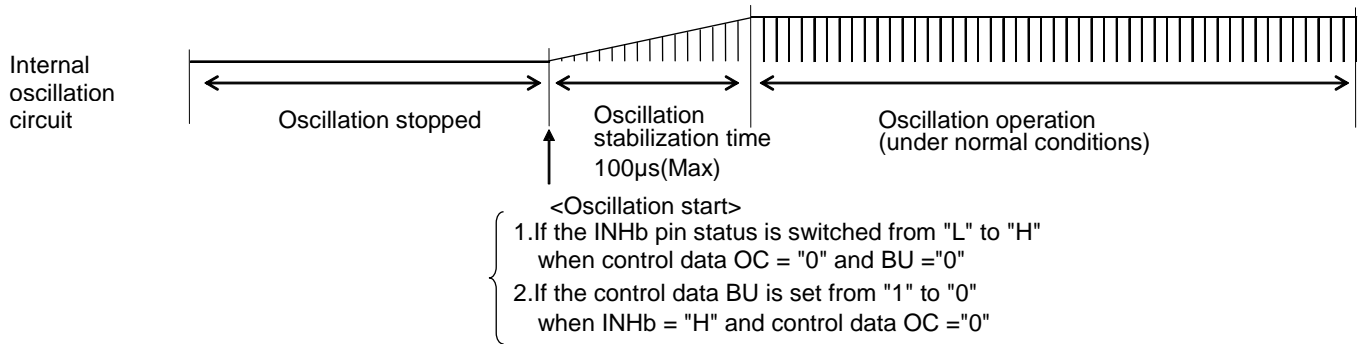 Internal
oscillation
circuit
Oscillation stopped
Oscillation
stabilization time
100µs(Max)
Oscillation operation
(under normal conditions)
<Oscillation start>
1.If the INHb pin status is switched from "L" to "H"
when control data OC = "0" and BU ="0"
2.If the control data BU is set from "1" to "0"
when INHb = "H" and control data OC ="0"